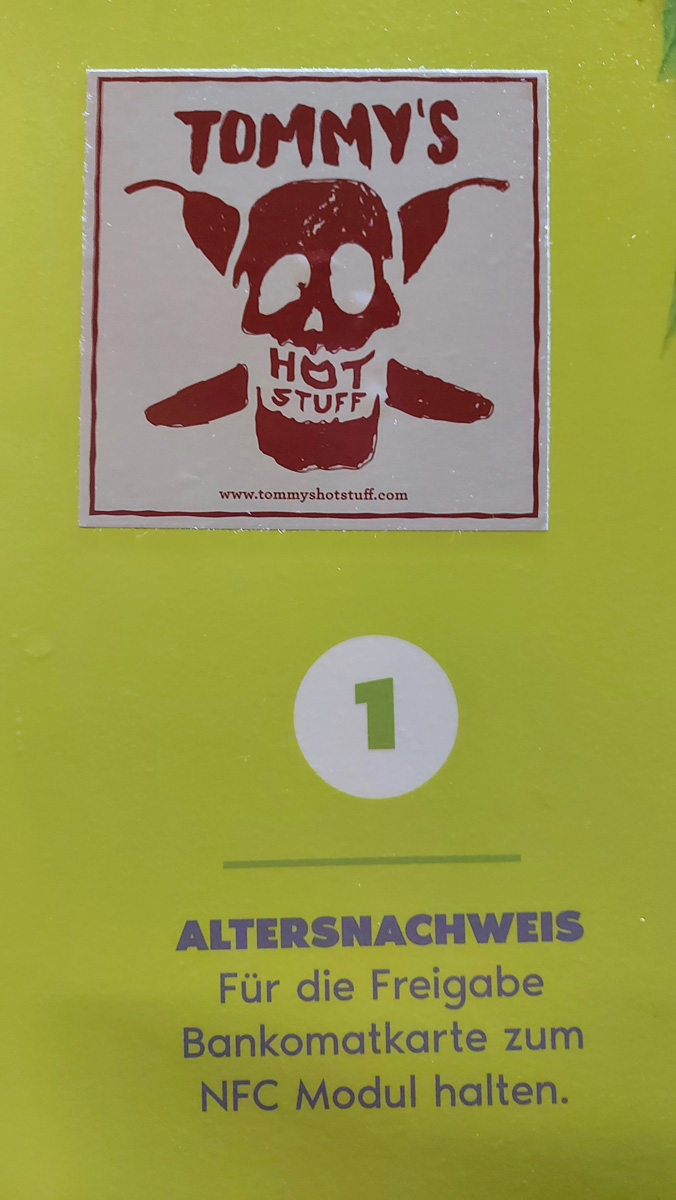 TOMMY'S
HOT
STUFF
www.tommyshotstuff.com
1
ALTERSNACHWEIS
Für die Freigabe
Bankomatkarte zum
NFC Modul halten.